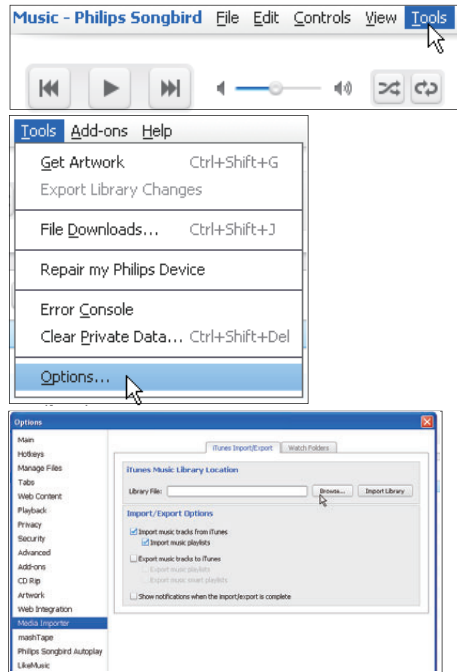 Music - Philips Songbird File Edit Controls View Tools
Tools Add-ons Help
Get Artwork Ctrl+Shift+G
Export Library Changes
File Downloads... Ctrl+Shift+J
Repair my Philips Device
Error Console
Clear Private Data... Ctrl+Shift+Del
Options...
Options
Main
Hotkeys
Manage Files
Tabs
Web Content
Playback
Privacy
Security
Advanced
Add-ons
CD Rip
Artwork
Web Integration
Media Importer
mashTape
Philips Songbird Autoplay
LikeMusic
iTunes Import/Export Watch Folders
iTunes Music Library Location
Library File: Browse... Import Library
Import/Export Options
Import music tracks from iTunes
Import music playlists
Export music tracks to iTunes
Export music playlists
Export music smart playlists
Show notifications when the import/export is complete